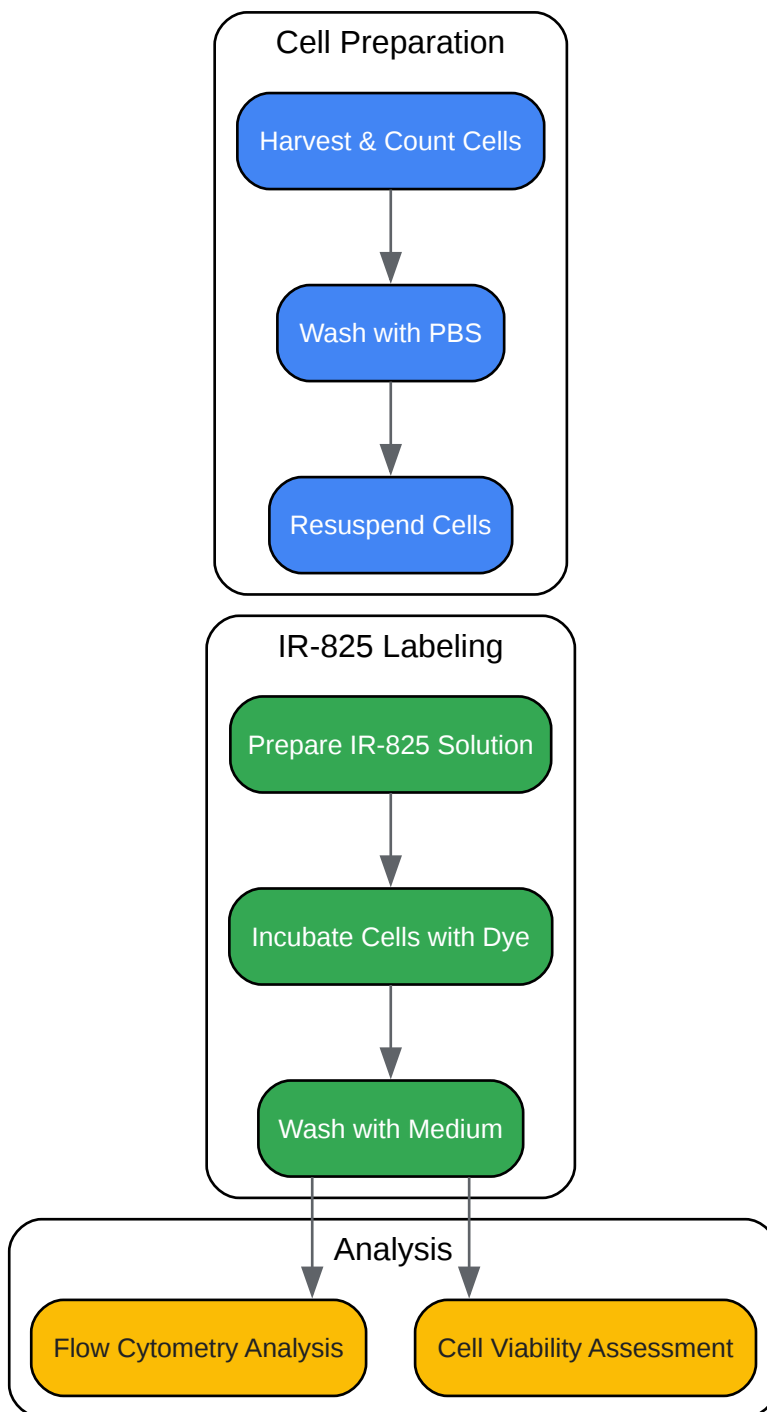 Cell Preparation
Harvest & Count Cells
Wash with PBS
Resuspend Cells
IR-825 Labeling
Prepare IR-825 Solution
Incubate Cells with Dye
Wash with Medium
Analysis
Flow Cytometry Analysis
Cell Viability Assessment